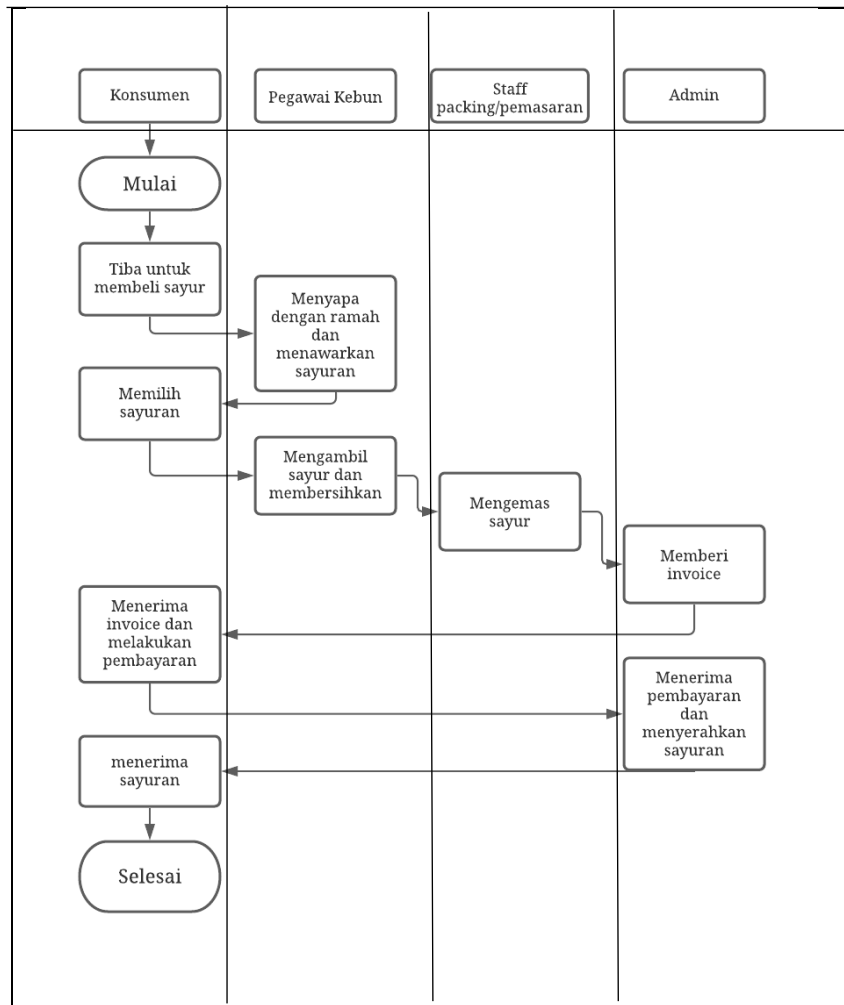 Konsumen
Pegawai Kebun
Staff
packing/pemasaran
Admin
Mulai
Tiba untuk
membeli sayur
Menyapa
dengan ramah
dan
menawarkan
sayuran
Memilih
sayuran
Mengambil
sayur dan
membersihkan
Mengemas
sayur
Memberi
invoice
Menerima
invoice dan
melakukan
pembayaran
Menerima
pembayaran
dan
menyerahkan
sayuran
menerima
sayuran
Selesai